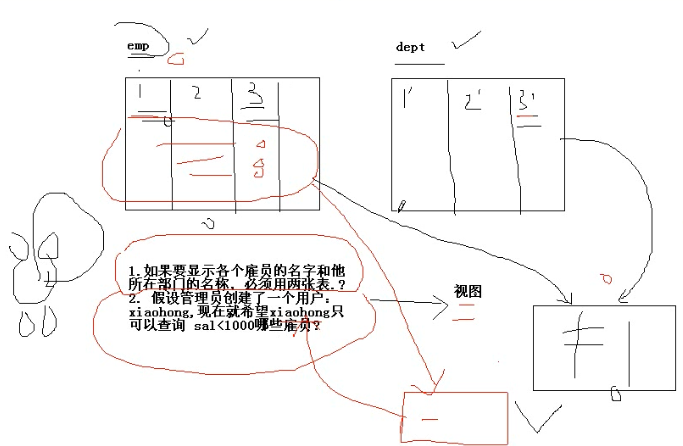 emp
dept
1 2 3
1' 2' 3'
1.如果要显示各个雇员的名字和他
所在部门的名称，必须用两张表.?
2. 假设管理员创建了一个用户：
xiaohong,现在就希望xiaohong只
可以查询 sal<1000哪些雇员?
视图